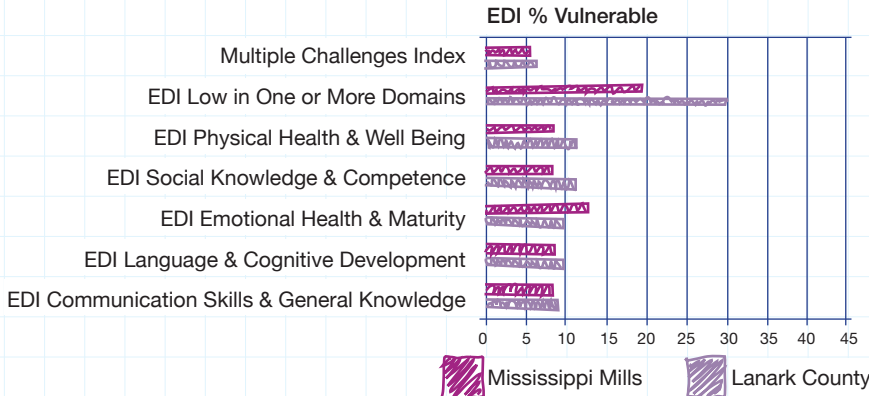 EDI % Vulnerable
Multiple Challenges Index
EDI Low in One or More Domains
EDI Physical Health & Well Being
EDI Social Knowledge & Competence
EDI Emotional Health & Maturity
EDI Language & Cognitive Development
EDI Communication Skills & General Knowledge
0 5 10 15 20 25 30 35 40 45
Mississippi Mills Lanark County